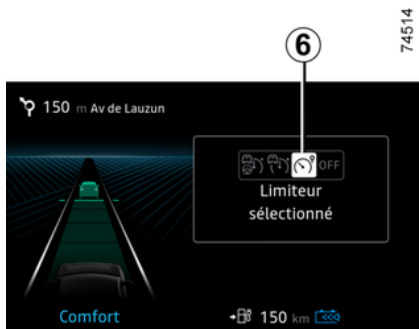 74514
6
150 m Av de Lauzun
OFF
Limiteur
sélectionné
Comfort
150 km